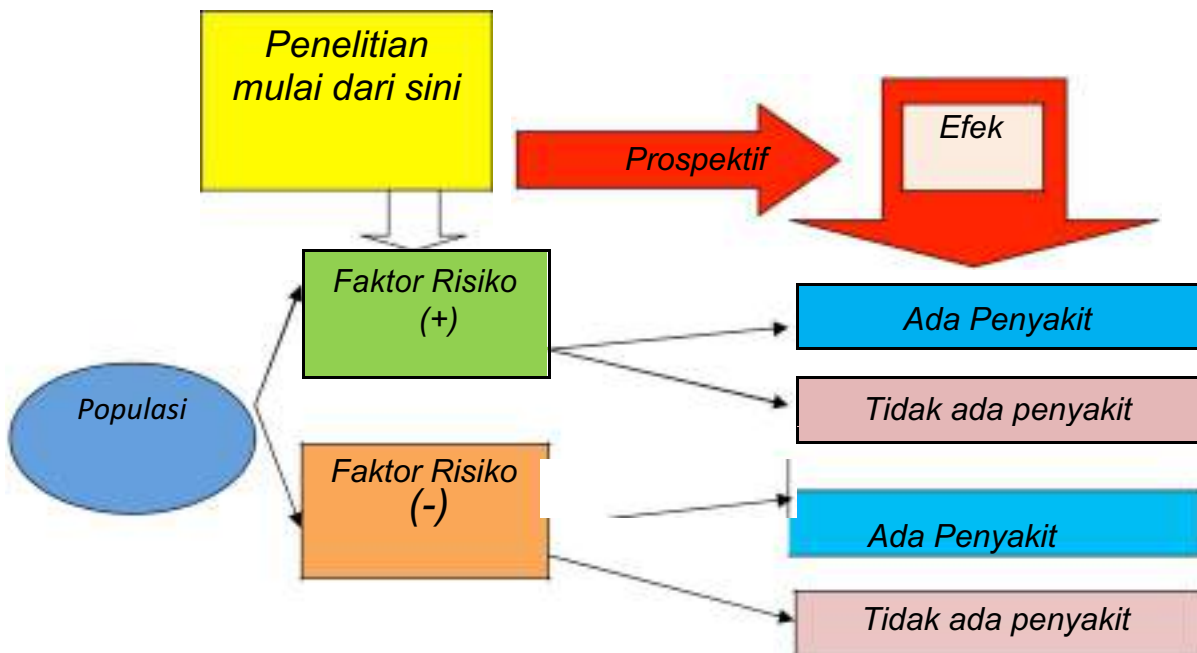 Penelitian
mulai dari sini
Prospektif
Efek
Faktor Risiko
(+)
Ada Penyakit
Populasi
Tidak ada penyakit
Faktor Risiko
(-)
Ada Penyakit
Tidak ada penyakit